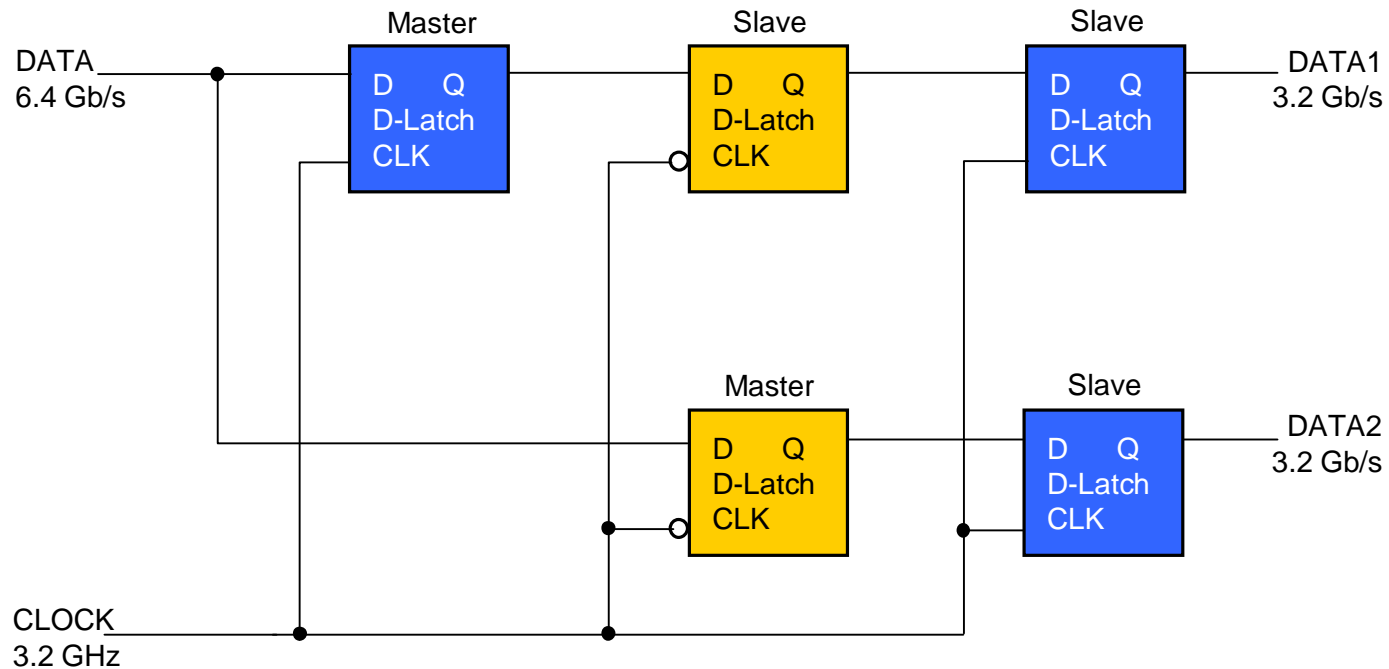 Master
Slave
Slave
DATA
6.4 Gb/s
D Q
D-Latch
CLK
D Q
D-Latch
CLK
D Q
D-Latch
CLK
DATA1
3.2 Gb/s
Master
Slave
D Q
D-Latch
CLK
D Q
D-Latch
CLK
DATA2
3.2 Gb/s
CLOCK
3.2 GHz